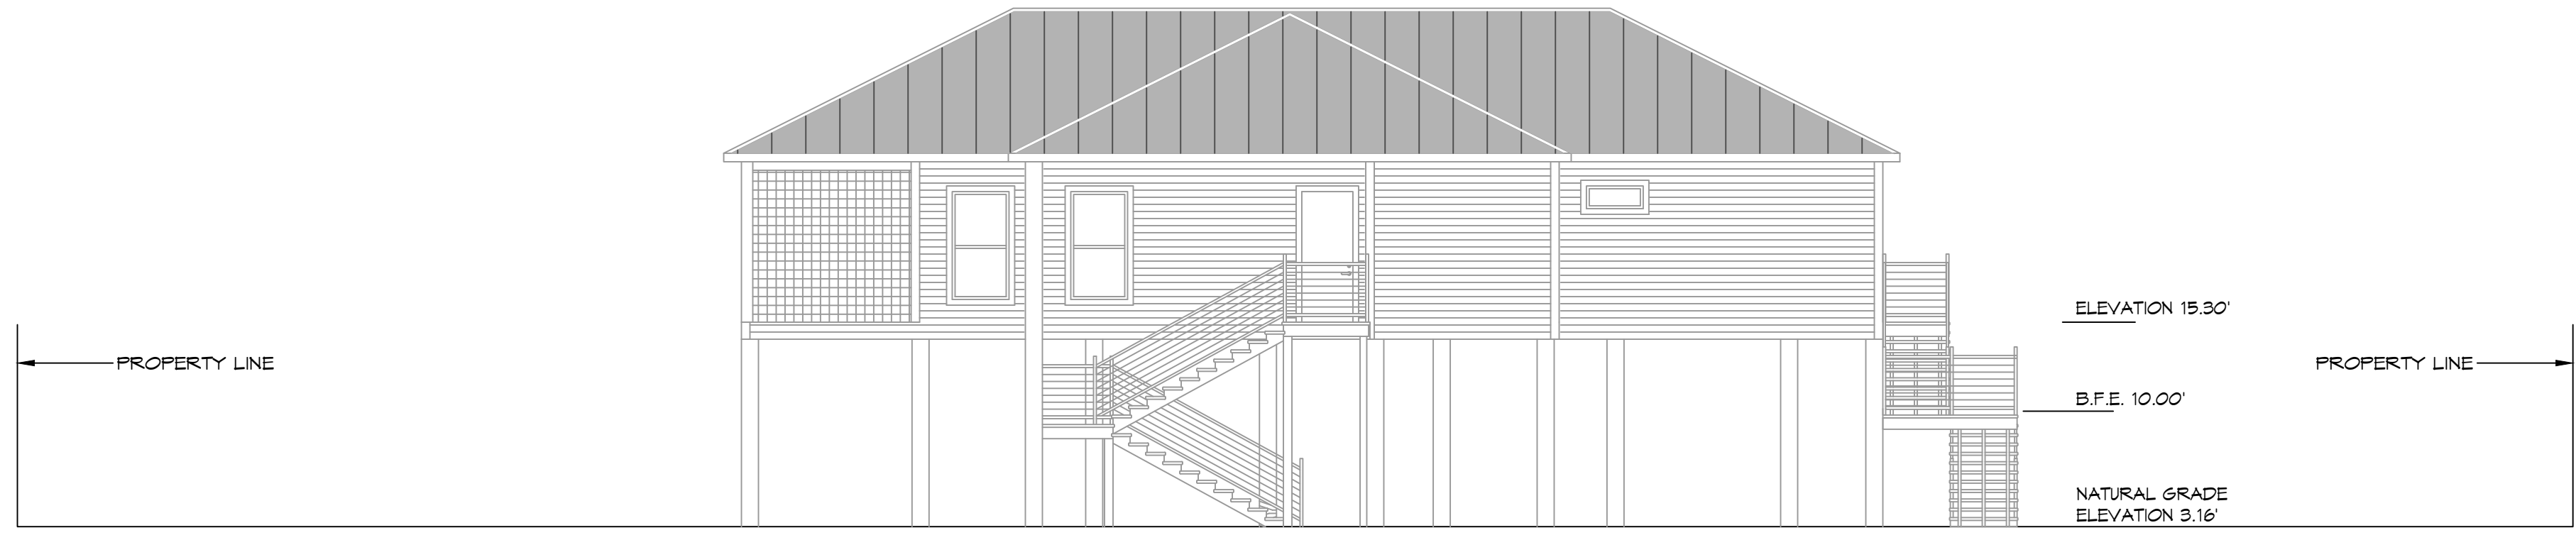 ELEVATION 15.30'
PROPERTY LINE
PROPERTY LINE
B.F.E. 10.00'
NATURAL GRADE
ELEVATION 3.16'